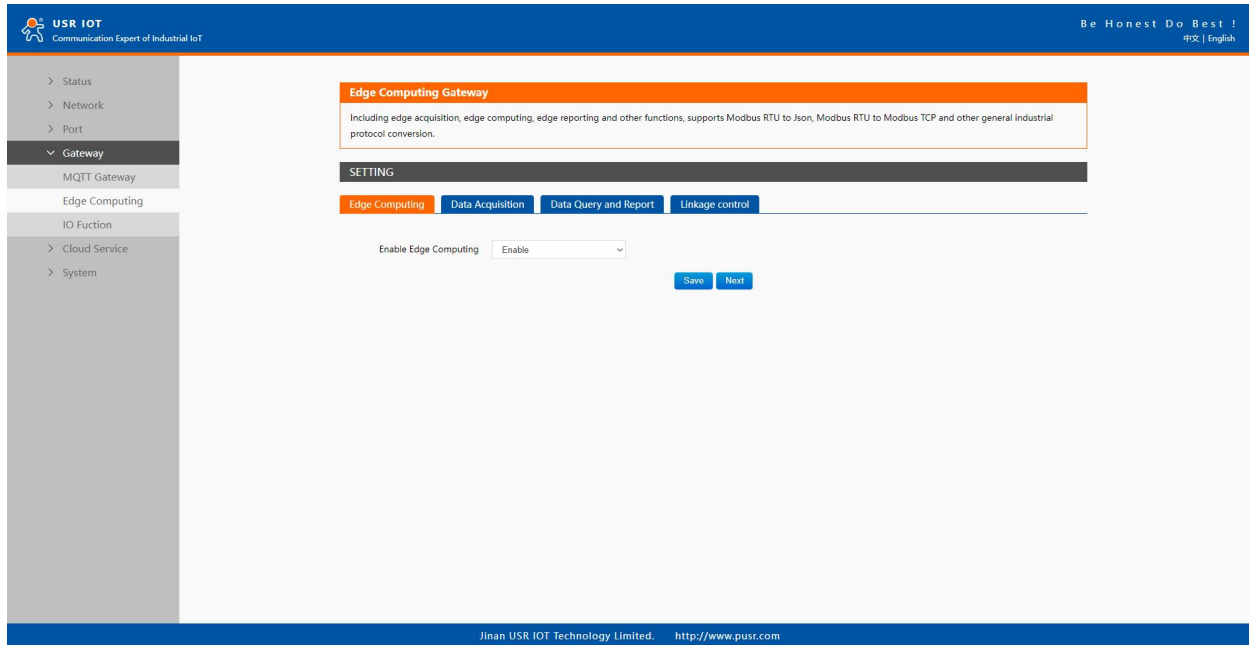 USR IOT
Communication Expert of Industrial IoT
Be Honest Do Best !
中文 | English
Status
Network
Port
Gateway
MQTT Gateway
Edge Computing
IO Fuction
Cloud Service
System
Edge Computing Gateway
Including edge acquisition, edge computing, edge reporting and other functions, supports Modbus RTU to Json, Modbus RTU to Modbus TCP and other general industrial
protocol conversion.
SETTING
Edge Computing Data Acquisition Data Query and Report Linkage control
Enable Edge Computing Enable
Save Next
Jinan USR IOT Technology Limited. http://www.pusr.com